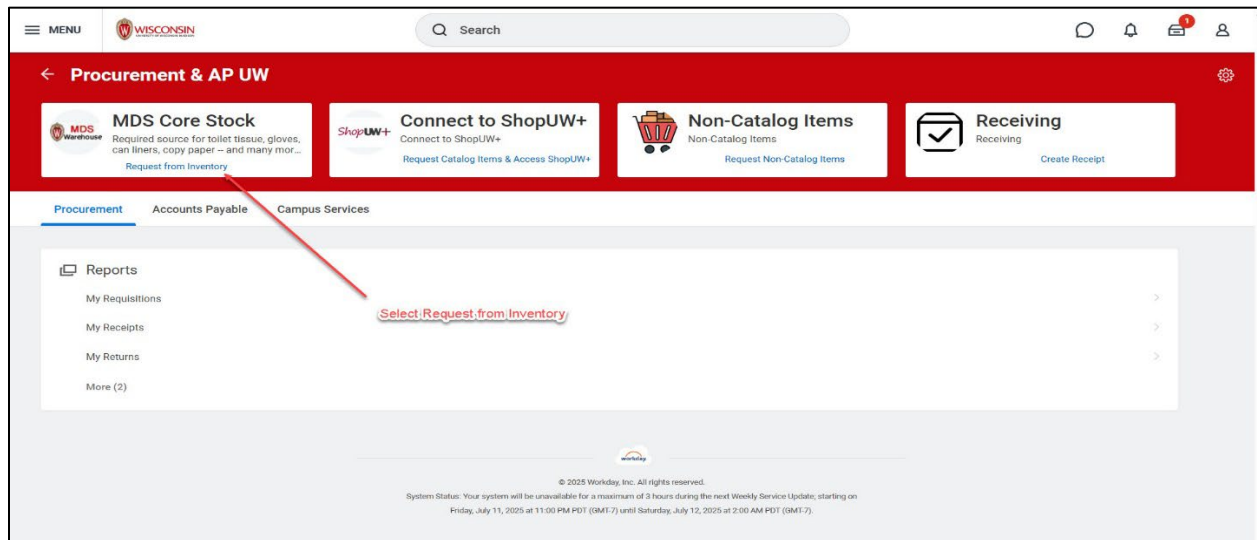 MENU
WISCONSIN
Search
1
Procurement & AP UW
MDS
Warehouse
MDS Core Stock
Required source for toilet tissue, gloves,
can liners, copy paper – and many mor...
Request from Inventory
ShopUW+
Connect to ShopUW+
Connect to ShopUW+
Request Catalog Items & Access ShopUW+
Non-Catalog Items
Non-Catalog Items
Request Non-Catalog Items
Receiving
Receiving
Create Receipt
Procurement Accounts Payable Campus Services
Reports
My Requisitions
Select Request from Inventory
My Receipts
My Returns
More (2)
workday
© 2025 Workday, Inc. All rights reserved.
System Status: Your system will be unavailable for a maximum of 3 hours during the next Weekly Service Update; starting on
Friday, July 11, 2025 at 11:00 PM PDT (GMT-7) until Saturday, July 12, 2025 at 2:00 AM PDT (GMT-7).